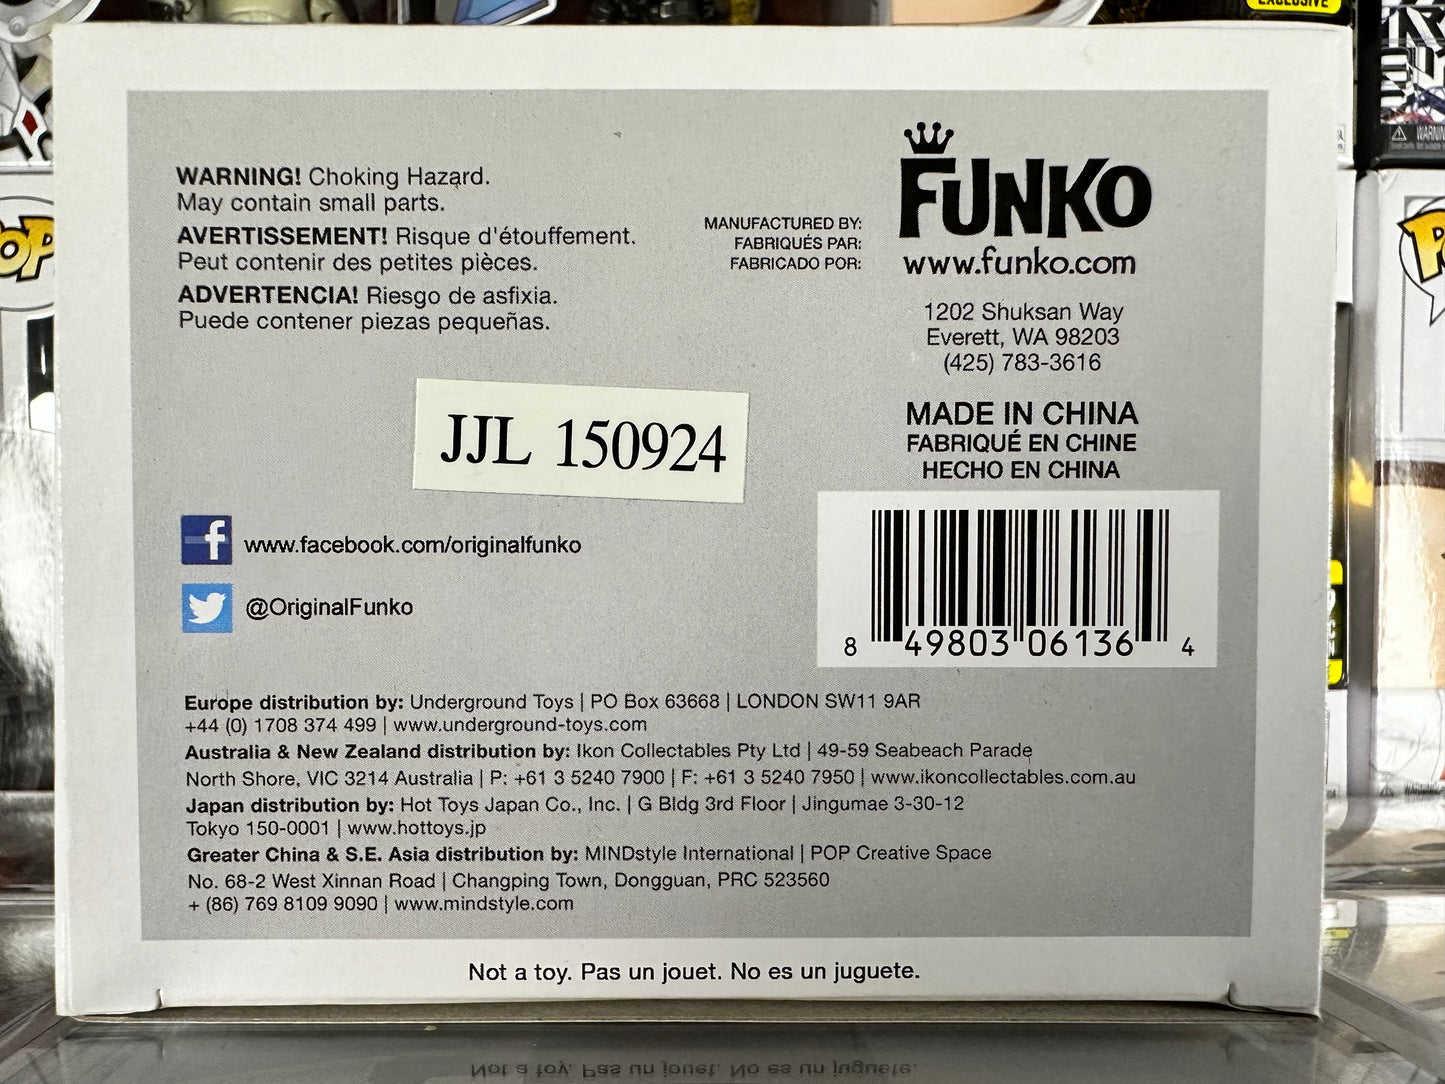 EXCLUSIVE
WARNING! Choking Hazard.
May contain small parts.
AVERTISSEMENT! Risque d'étouffement.
Peut contenir des petites pièces.
ADVERTENCIA! Riesgo de asfixia.
Puede contener piezas pequeñas.
MANUFACTURED BY:
FABRIQUÉS PAR:
FABRICADO POR:
FUNKO
www.funko.com
1202 Shuksan Way
Everett, WA 98203
(425) 783-3616
MADE IN CHINA
FABRIQUÉ EN CHINE
HECHO EN CHINA
JJL 150924
f www.facebook.com/originalfunko
@OriginalFunko
8 49803 06136 4
Europe distribution by: Underground Toys | PO Box 63668 | LONDON SW11 9AR
+44 (0) 1708 374 499 | www.underground-toys.com
Australia & New Zealand distribution by: Ikon Collectables Pty Ltd | 49-59 Seabeach Parade
North Shore, VIC 3214 Australia | P: +61 3 5240 7900 | F: +61 3 5240 7950 | www.ikoncollectables.com.au
Japan distribution by: Hot Toys Japan Co., Inc. | G Bldg 3rd Floor | Jingumae 3-30-12
Tokyo 150-0001 | www.hottoys.jp
Greater China & S.E. Asia distribution by: MINDstyle International | POP Creative Space
No. 68-2 West Xinnan Road | Changping Town, Dongguan, PRC 523560
+ (86) 769 8109 9090 | www.mindstyle.com
Not a toy. Pas un jouet. No es un juguete.